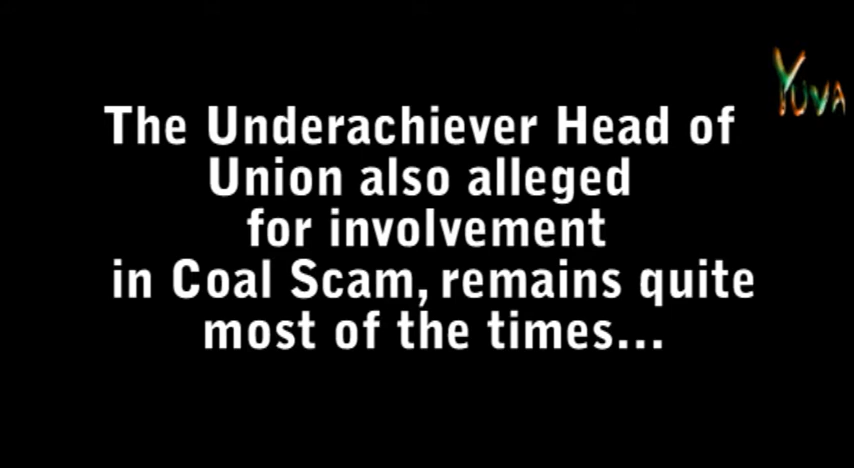 Yuva
The Underachiever Head of
Union also alleged
for involvement
in Coal Scam, remains quite
most of the times...